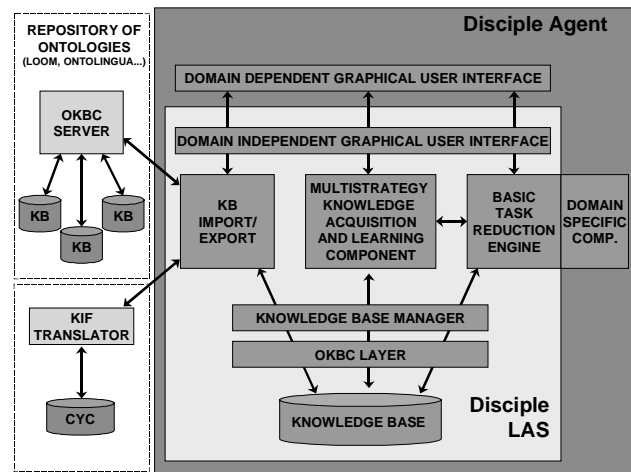 Disciple Agent
REPOSITORY OF
ONTOLOGIES
(LOOM, ONTOLINGUA...)
OKBC
SERVER
KB
KB
KB
KIF
TRANSLATOR
CYC
DOMAIN DEPENDENT GRAPHICAL USER INTERFACE
DOMAIN INDEPENDENT GRAPHICAL USER INTERFACE
KB
IMPORT/
EXPORT
MULTISTRATEGY
KNOWLEDGE
ACQUISITION
AND LEARNING
COMPONENT
BASIC
TASK
REDUCTION
ENGINE
DOMAIN
SPECIFIC
COMP.
KNOWLEDGE BASE MANAGER
OKBC LAYER
KNOWLEDGE BASE
Disciple
LAS